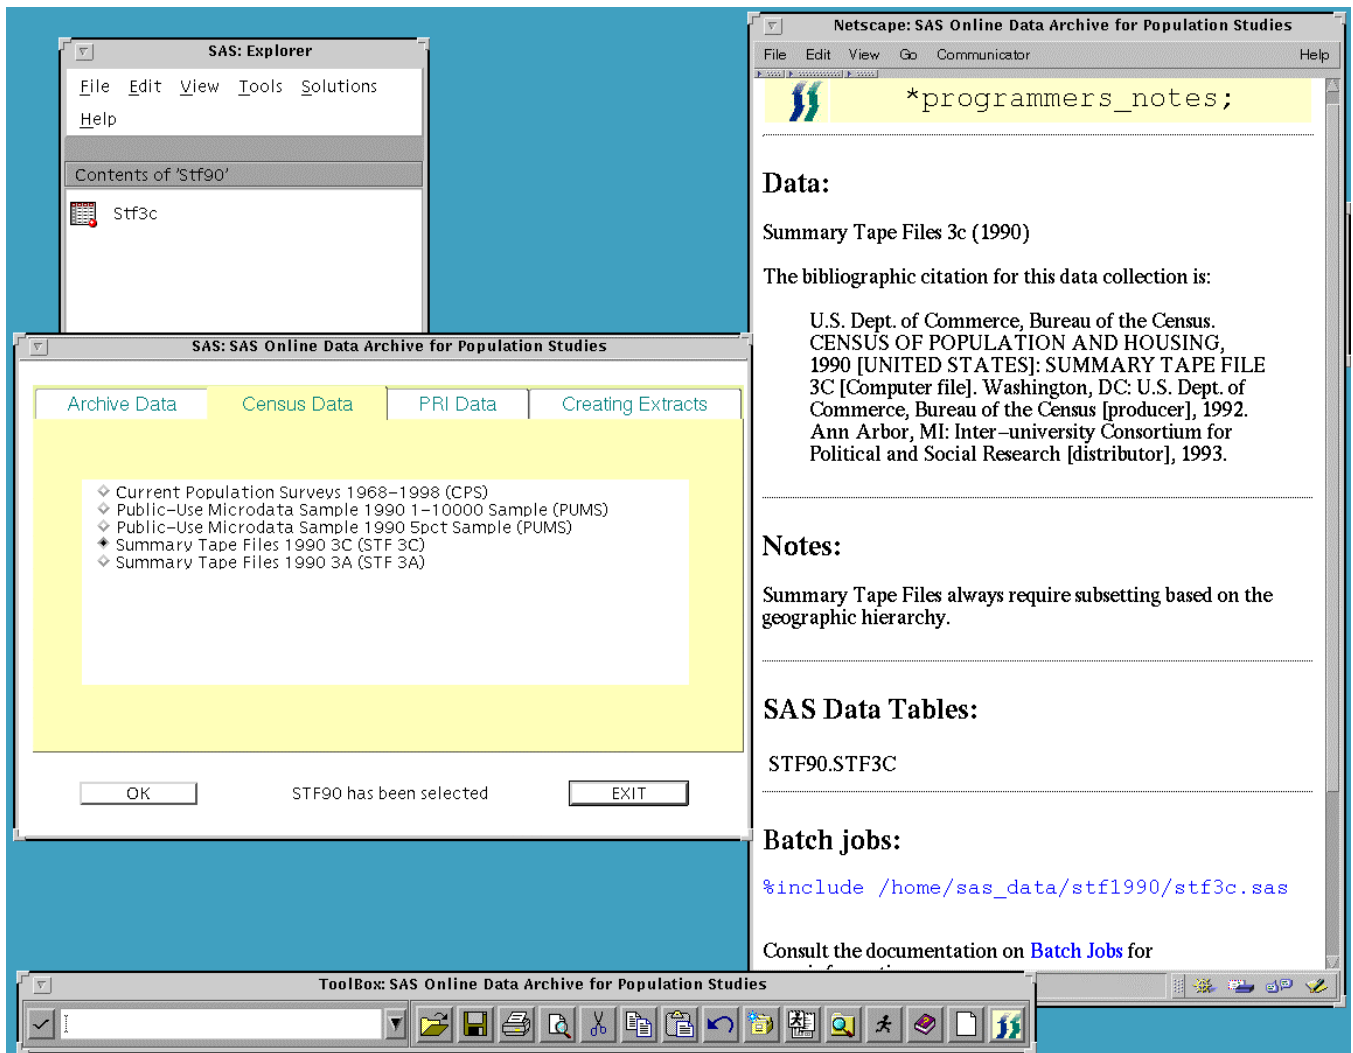 SAS: Explorer
File Edit View Tools Solutions
Help
Contents of 'Stf90'
Stf3c
SAS: SAS Online Data Archive for Population Studies
Archive Data Census Data PRI Data Creating Extracts
Current Population Surveys 1968-1998 (CPS)
Public-Use Microdata Sample 1990 1-10000 Sample (PUMS)
Public-Use Microdata Sample 1990 5pct Sample (PUMS)
Summary Tape Files 1990 3C (STF 3C)
Summary Tape Files 1990 3A (STF 3A)
OK STF90 has been selected EXIT
Netscape: SAS Online Data Archive for Population Studies
File Edit View Go Communicator Help
*programmers_notes;
Data:
Summary Tape Files 3c (1990)
The bibliographic citation for this data collection is:
U.S. Dept. of Commerce, Bureau of the Census.
CENSUS OF POPULATION AND HOUSING,
1990 [UNITED STATES]: SUMMARY TAPE FILE
3C [Computer file]. Washington, DC: U.S. Dept. of
Commerce, Bureau of the Census [producer], 1992.
Ann Arbor, MI: Inter-university Consortium for
Political and Social Research [distributor], 1993.
Notes:
Summary Tape Files always require subsetting based on the
geographic hierarchy.
SAS Data Tables:
STF90.STF3C
Batch jobs:
%include /home/sas_data/stf1990/stf3c.sas
Consult the documentation on Batch Jobs for
ToolBox: SAS Online Data Archive for Population Studies